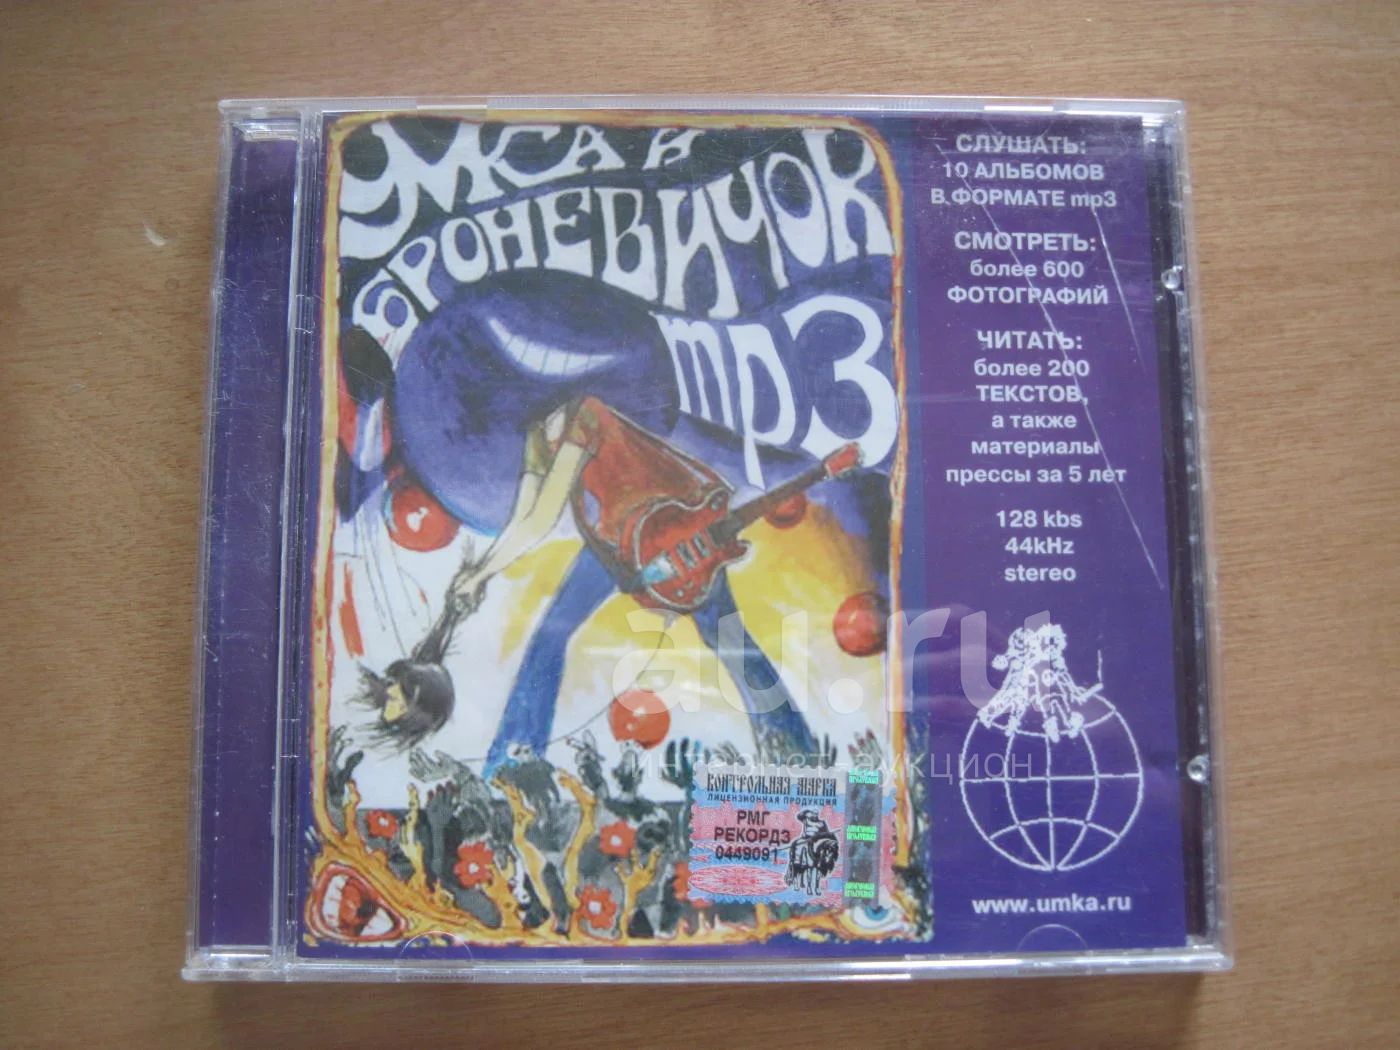 УМКА И
БРОНЕВИЧОК
mp3
СЛУШАТЬ:
10 АЛЬБОМОВ
В ФОРМАТЕ mp3
СМОТРЕТЬ:
более 600
ФОТОГРАФИЙ
ЧИТАТЬ:
более 200
ТЕКСТОВ,
а также
материалы
прессы за 5 лет
128 kbs
44kHz
stereo
www.umka.ru
КОНТРОЛЬНАЯ МАРКА
ЛИЦЕНЗИОННАЯ ПРОДУКЦИЯ
РМГ
РЕКОРДЗ
0449091
au.ru
интернет-аукцион